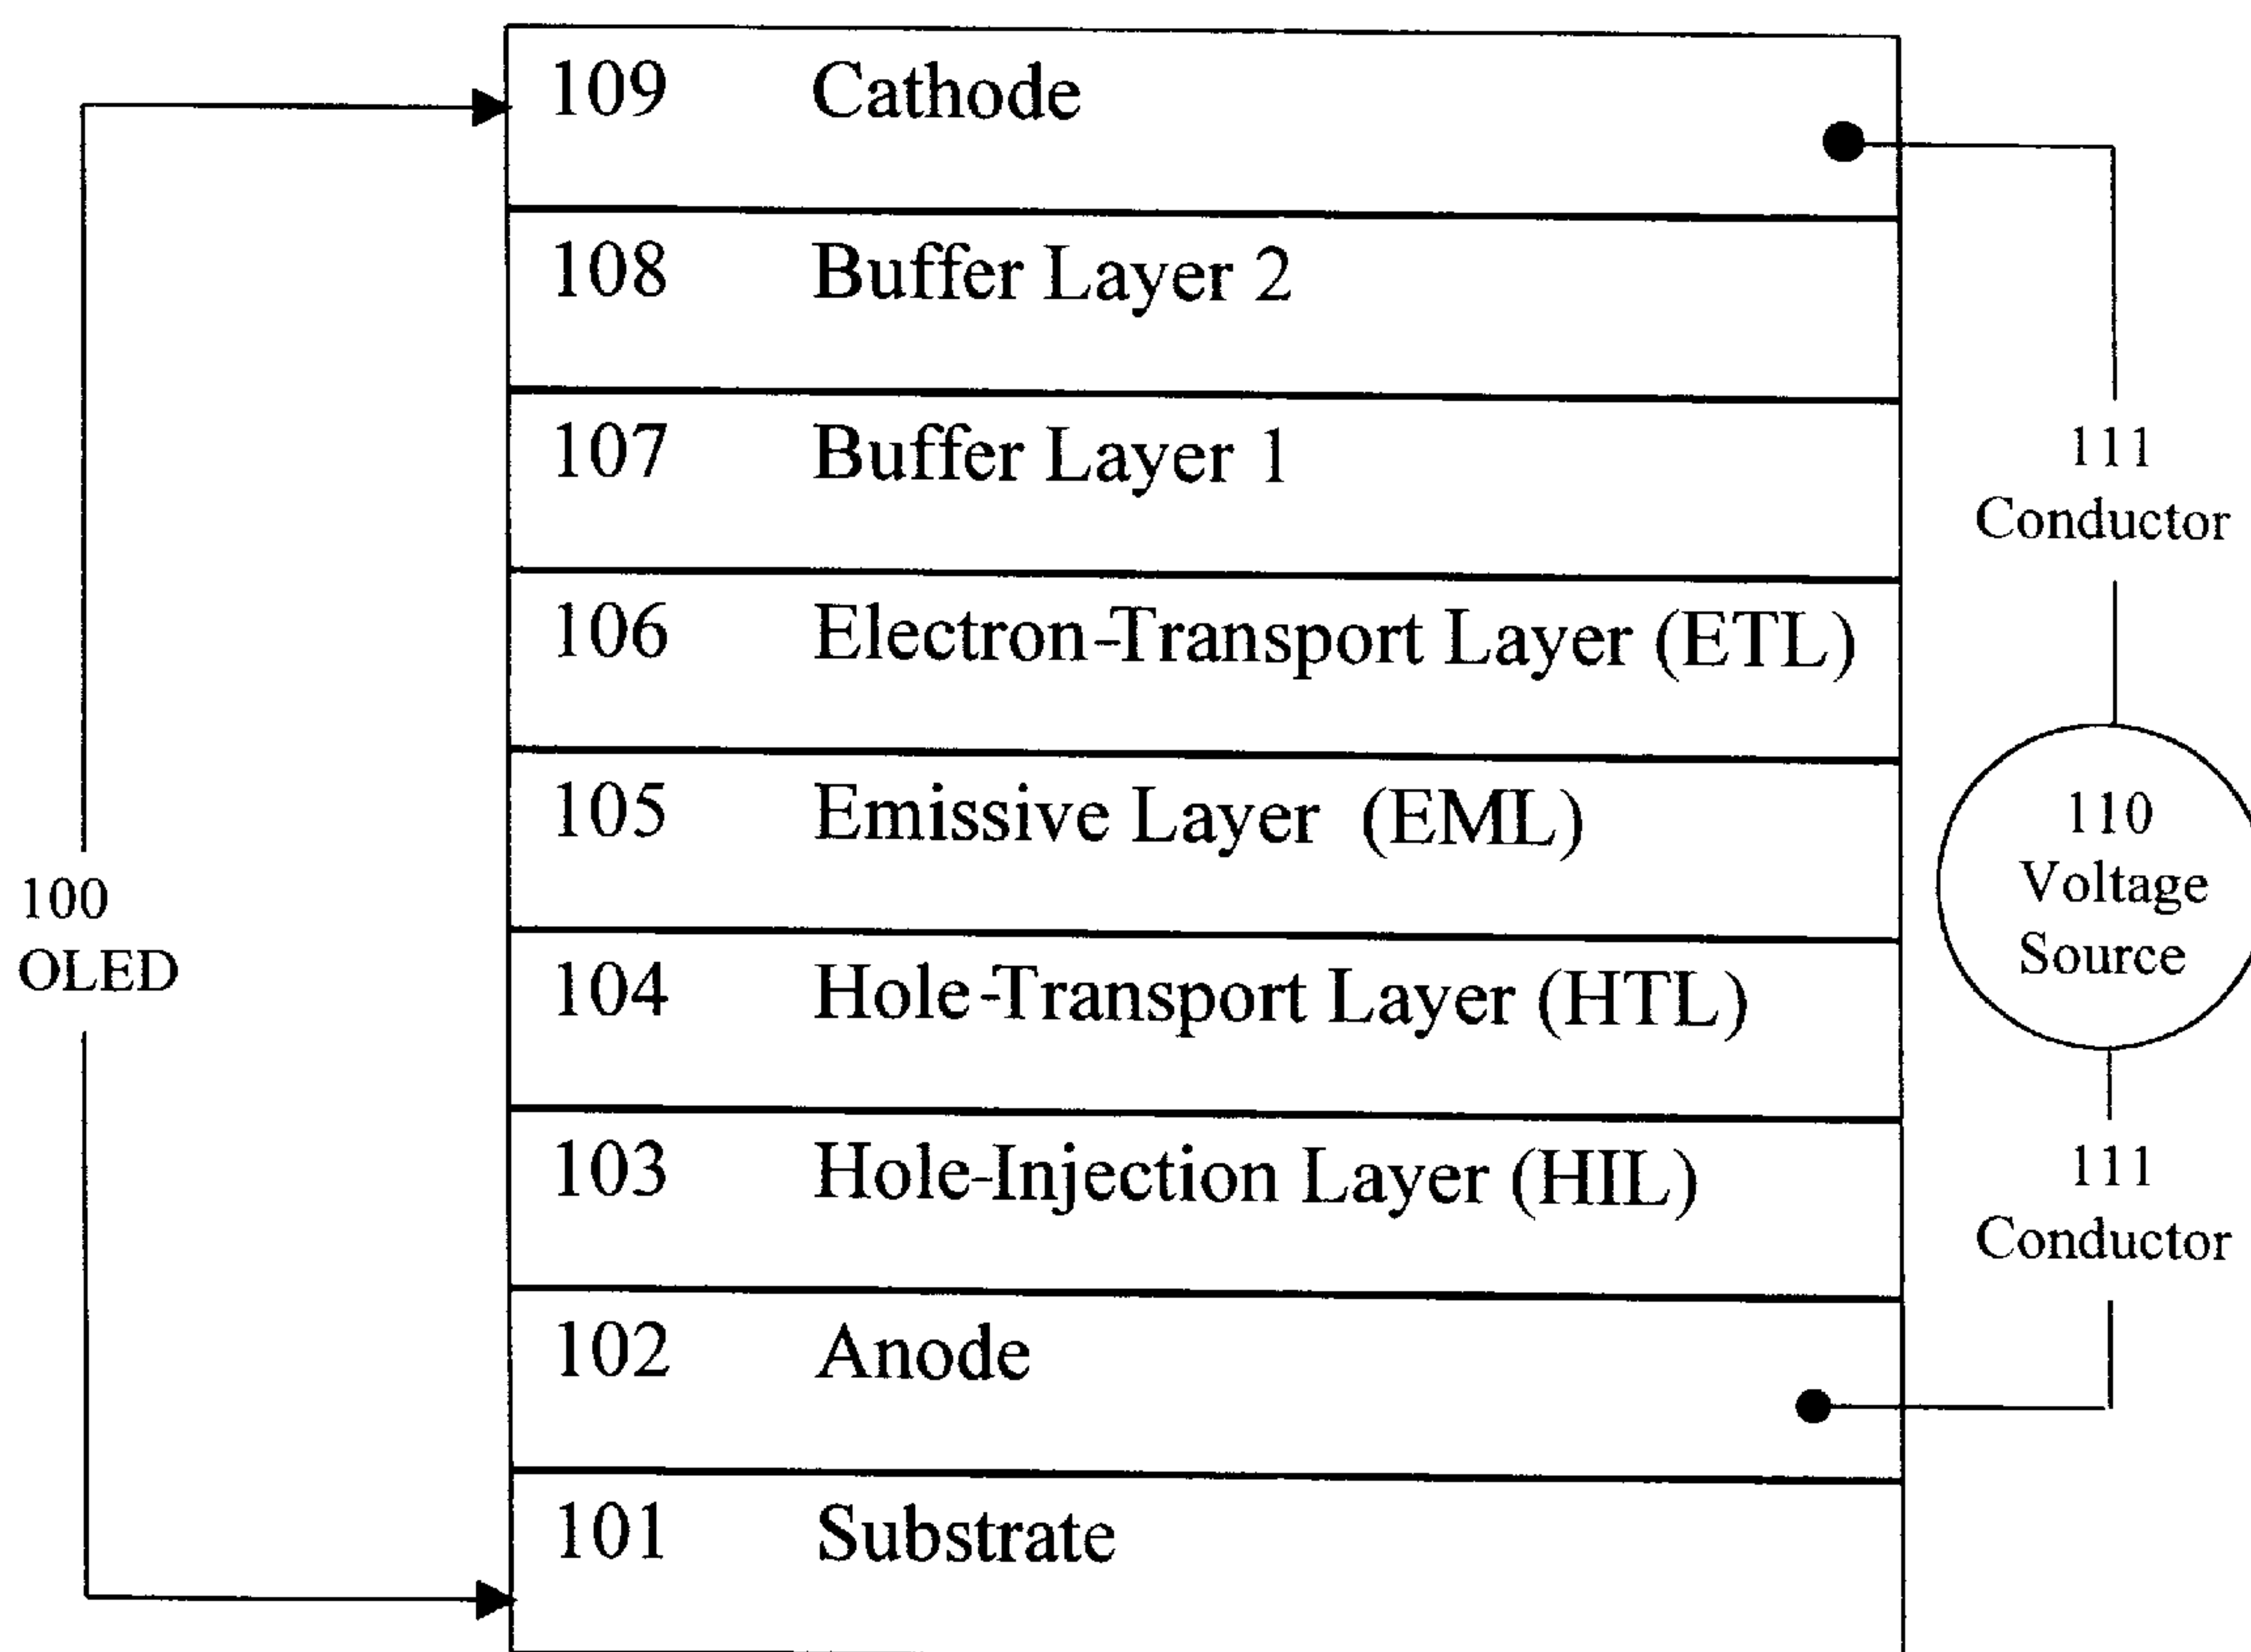 109 Cathode
108 Buffer Layer 2
107 Buffer Layer 1
106 Electron-Transport Layer (ETL)
105 Emissive Layer (EML)
104 Hole-Transport Layer (HTL)
103 Hole-Injection Layer (HIL)
102 Anode
101 Substrate
100
OLED
111
Conductor
110
Voltage
Source
111
Conductor